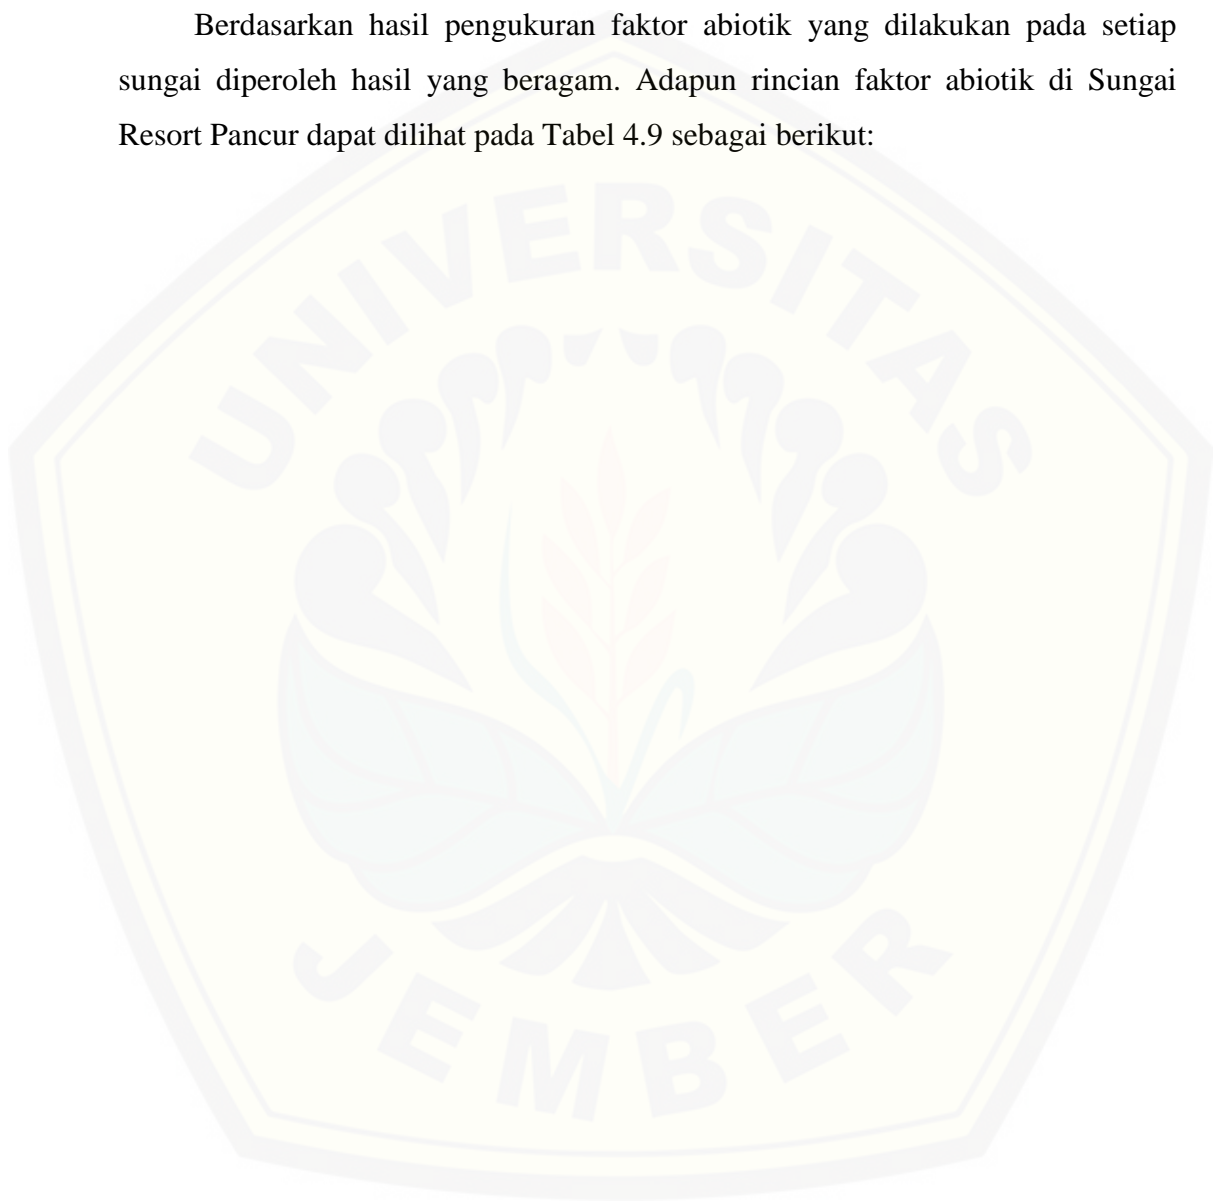 Berdasarkan hasil pengukuran faktor abiotik yang dilakukan pada setiap
sungai diperoleh hasil yang beragam. Adapun rincian faktor abiotik di Sungai
Resort Pancur dapat dilihat pada Tabel 4.9 sebagai berikut:
UNIVERSITAS
JEMBER